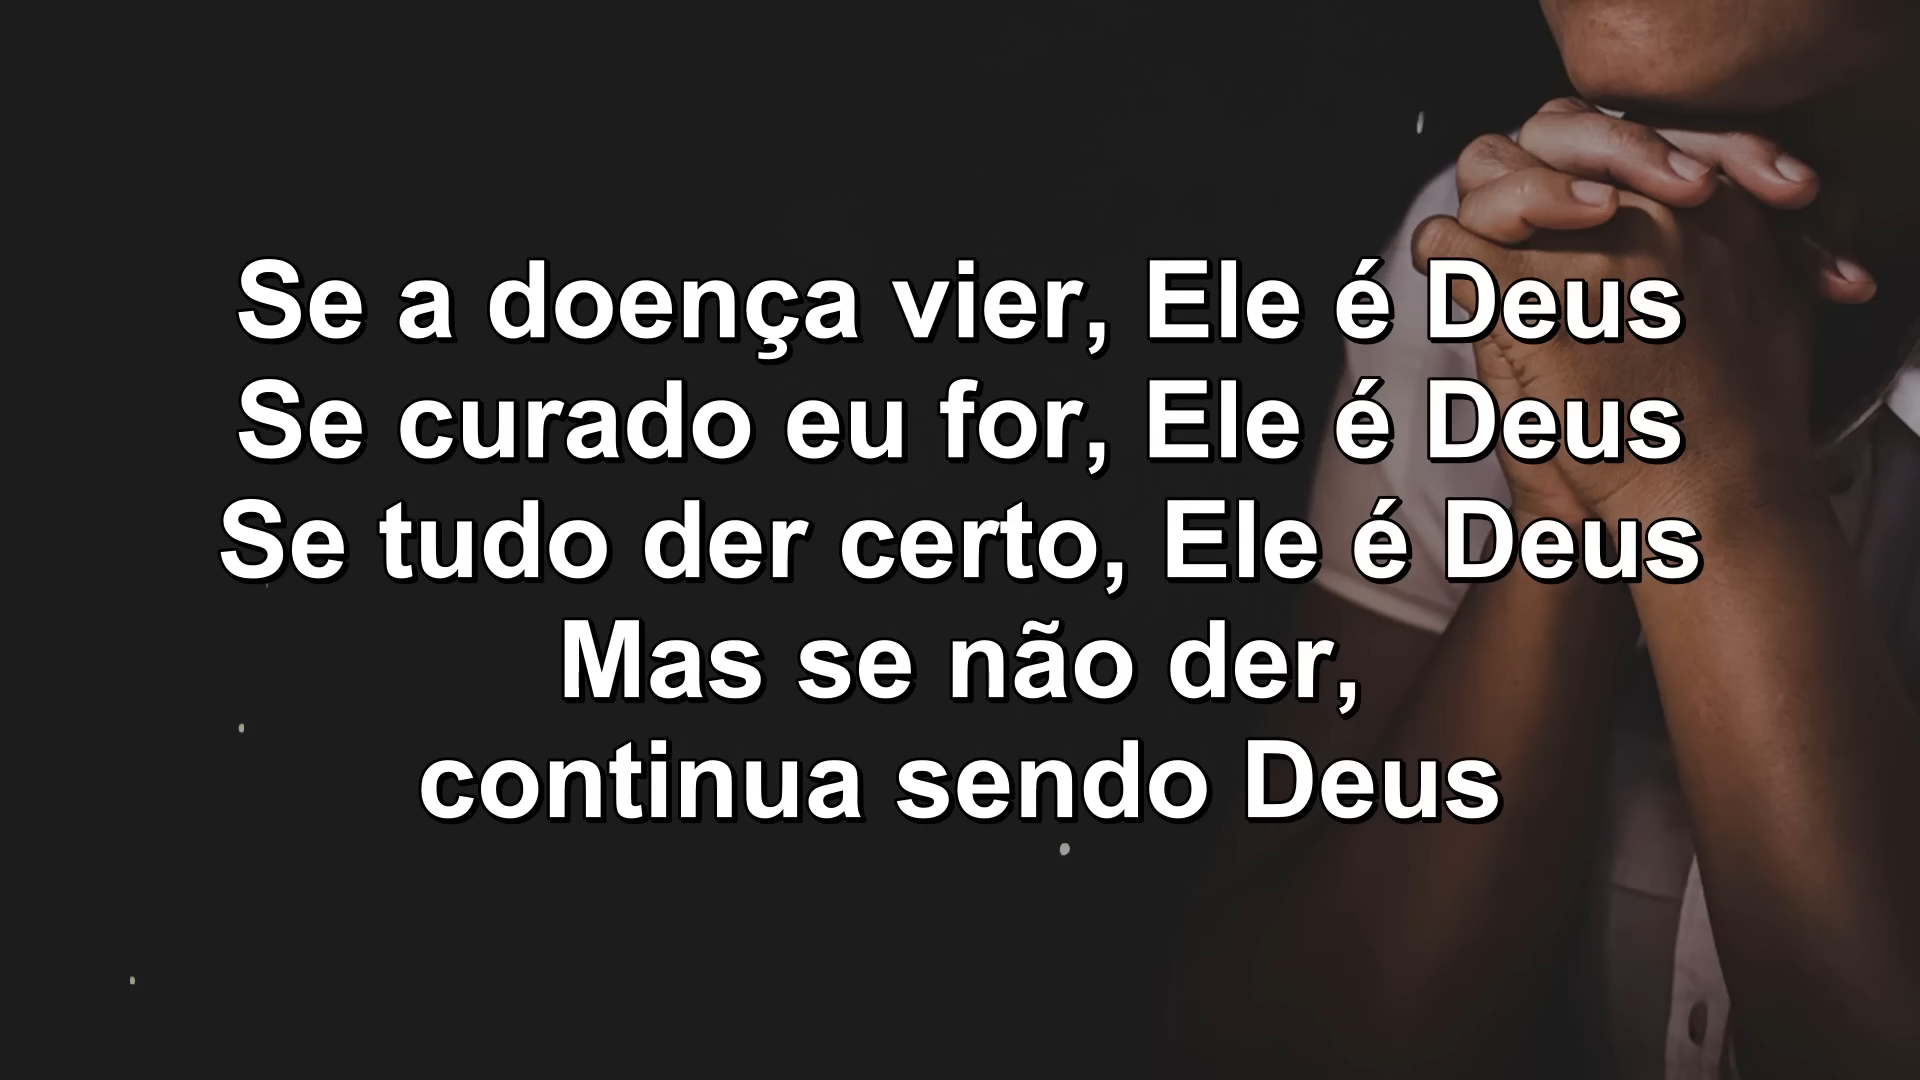 Se a doença vier, Ele é Deus
Se curado eu for, Ele é Deus
Se tudo der certo, Ele é Deus
Mas se não der,
continua sendo Deus